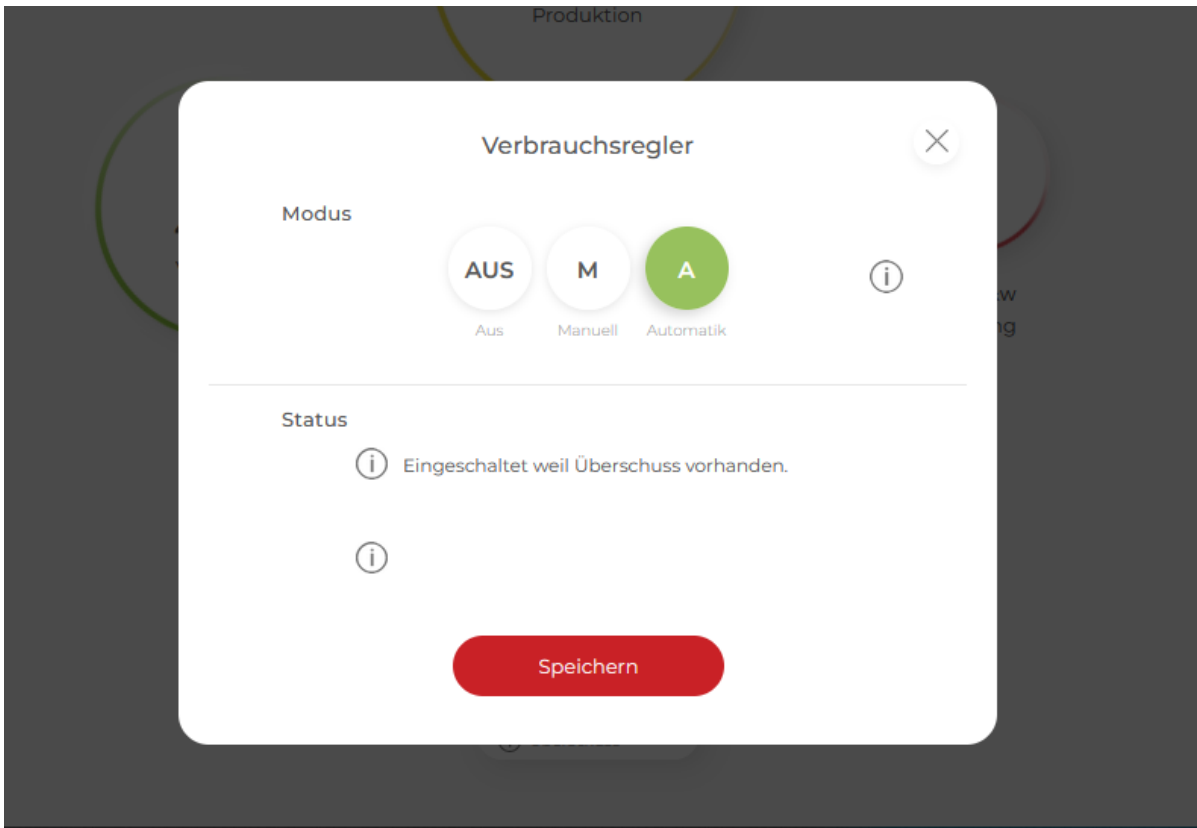 Produktion
Verbrauchsregler
Modus
AUS M A
Aus Manuell Automatik
Status
Eingeschaltet weil Überschuss vorhanden.
Speichern